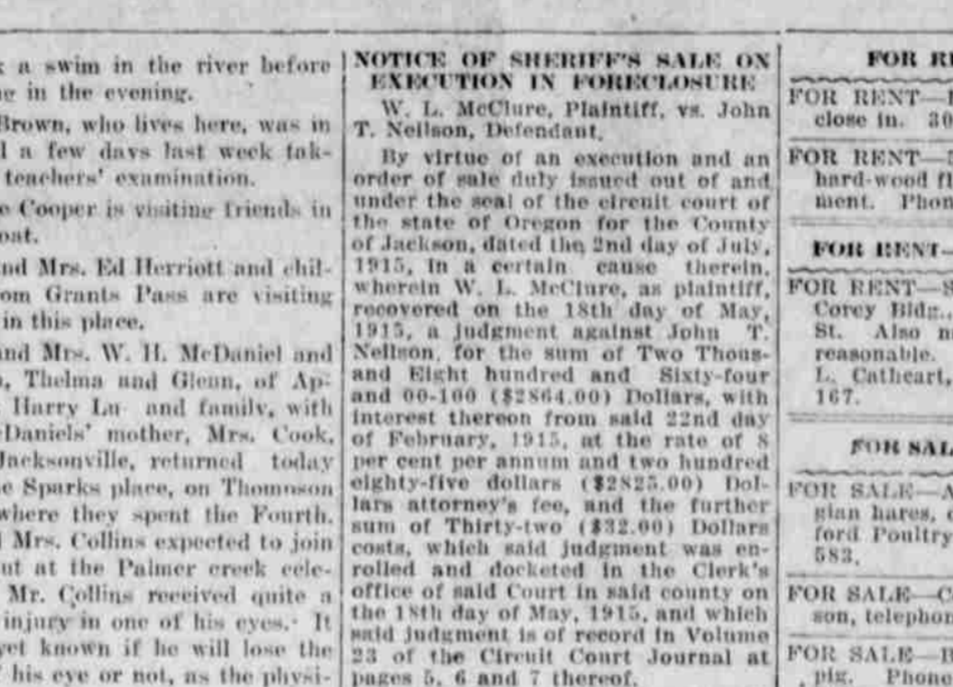 a swim in the river before
in the evening.
Brown, who lives here, was in
a few days last week tak-
teachers' examination.
Cooper is visiting friends in
oat.
nd Mrs. Ed Herriott and chil-
om Grants Pass are visiting
in this place.
and Mrs. W. H. McDaniel and
Thelma and Glenn, of Ap-
Harry Lu and family, with
Daniels' mother, Mrs. Cook,
Jacksonville, returned today
e Sparks place, on Thompson
where they spent the Fourth.
Mrs. Collins expected to join
ut at the Palmer creek cele-
Mr. Collins received quite a
injury in one of his eyes. It
yet known if he will lose the
his eye or not, as the physi-
NOTICE OF SHERIFF'S SALE ON
EXECUTION IN FORECLOSURE
W. L. McClure, Plaintiff, vs. John
T. Neilson, Defendant.
By virtue of an execution and an
order of sale duly issued out of and
under the seal of the circuit court of
the state of Oregon for the County
of Jackson, dated the 2nd day of July,
1915, in a certain cause therein,
wherein W. L. McClure, as plaintiff,
recovered on the 18th day of May,
1915, a judgment against John T.
Neilson, for the sum of Two Thous-
and Eight hundred and Sixty-four
and 00-100 ($2864.00) Dollars, with
interest thereon from said 22nd day
of February, 1915, at the rate of 8
per cent per annum and two hundred
eighty-five dollars ($2825.00) Dol-
lars attorney's fee, and the further
sum of Thirty-two ($32.00) Dollars
costs, which said judgment was en-
rolled and docketed in the Clerk's
office of said Court in said county on
the 18th day of May, 1915, and which
said judgment is of record in Volume
23 of the Circuit Court Journal at
pages 5, 6 and 7 thereof.
FOR RE
FOR RENT—
close in. 30
FOR RENT—
hard-wood fl
ment. Phon
FOR RENT—
FOR RENT—S
Corey Bldg.,
St. Also
reasonable.
L. Cathcart,
167.
FOR SAL
FOR SALE—A
gian hares,
ford Poultry
583.
FOR SALE—C
son, telephon
FOR SALE—B
pig. Phone